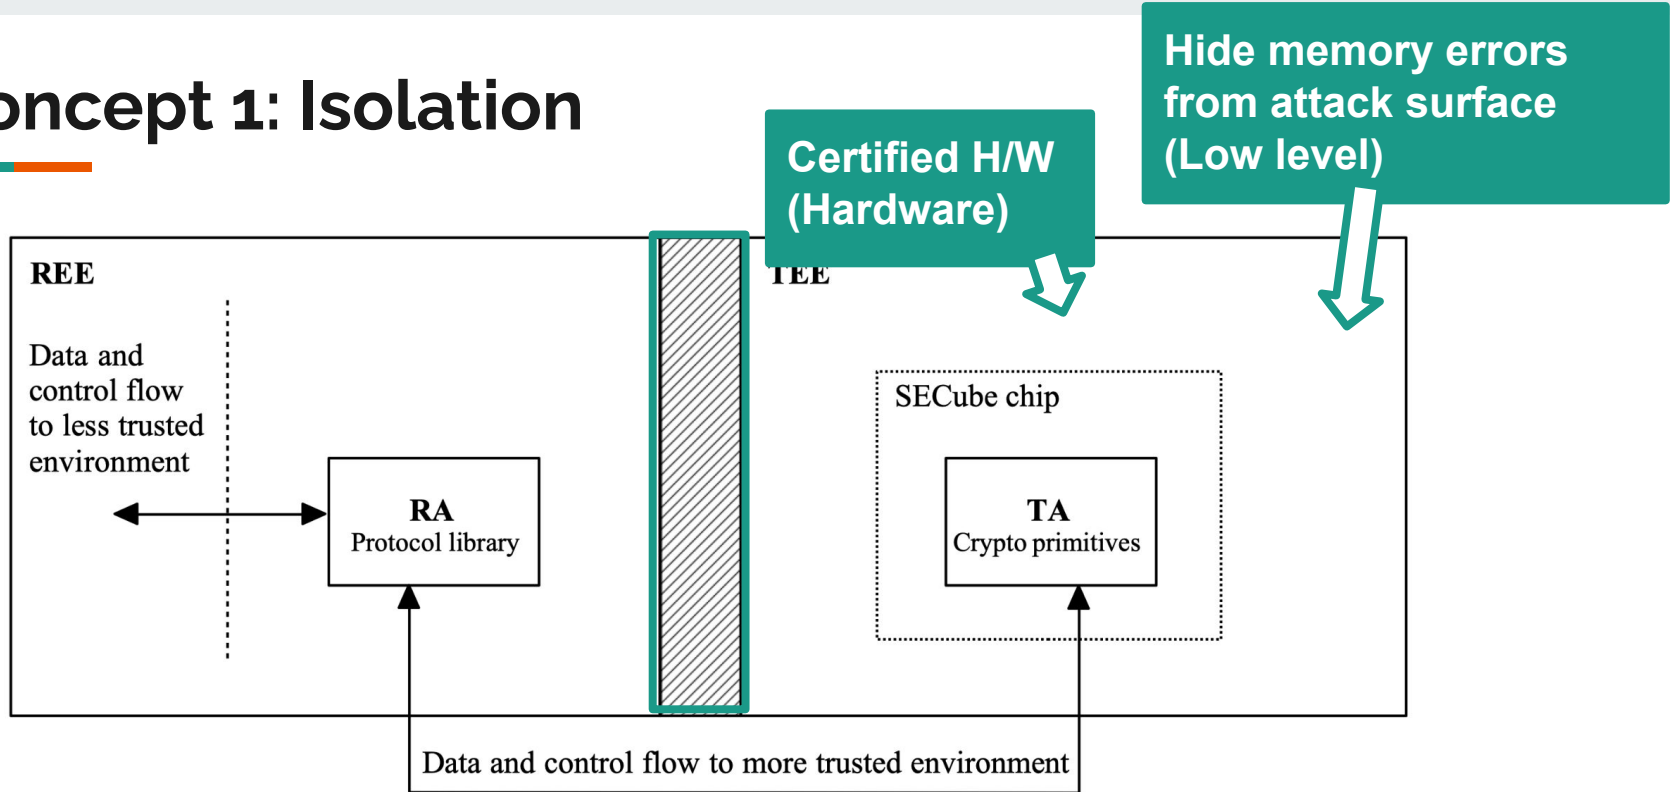 oncept 1: Isolation
Hide memory errors
from attack surface
(Low level)
Certified H/W
(Hardware)
REE
TEE
Data and
control flow
to less trusted
environment
SECube chip
RA
Protocol library
TA
Crypto primitives
Data and control flow to more trusted environment